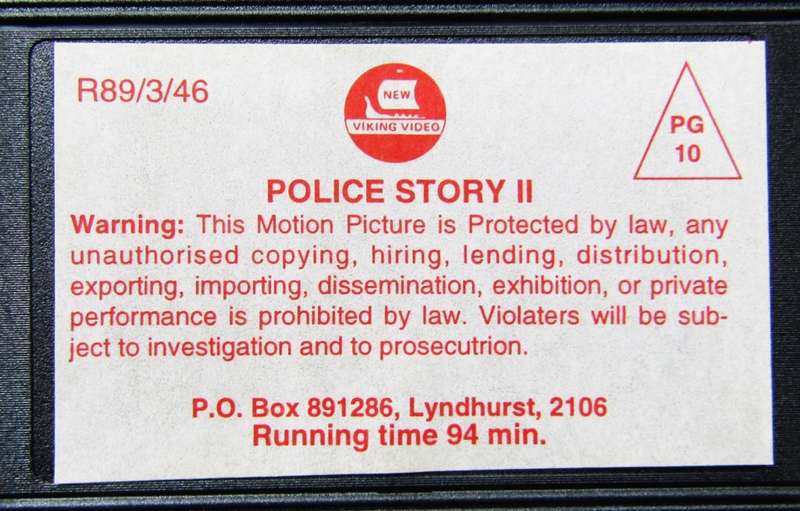 R89/3/46
NEW
VIKING VIDEO
PG
10
POLICE STORY II
Warning: This Motion Picture is Protected by law, any
unauthorised copying, hiring, lending, distribution,
exporting, importing, dissemination, exhibition, or private
performance is prohibited by law. Violaters will be sub-
ject to investigation and to prosecutrion.
P.O. Box 891286, Lyndhurst, 2106
Running time 94 min.